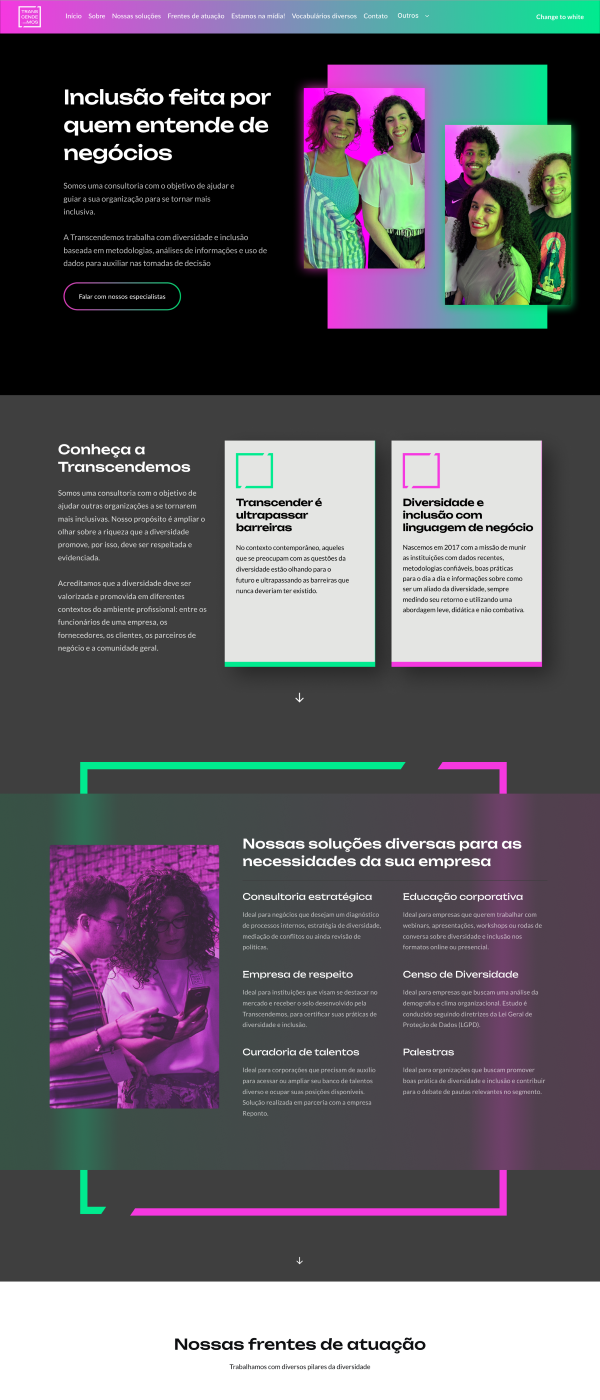 TRANS
CENDE
MOS
Início Sobre Nossas soluções Frentes de atuação Estamos na mídia! Vocabulários diversos Contato Outros Change to white
Inclusão feita por
quem entende de
negócios
Somos uma consultoria com o objetivo de ajudar e
guiar a sua organização para se tornar mais
inclusiva.
A Transcendemos trabalha com diversidade e inclusão
baseada em metodologias, análises de informações e uso de
dados para auxiliar nas tomadas de decisão
Falar com nossos especialistas
Conheça a
Transcendemos
Somos uma consultoria com o objetivo de
ajudar outras organizações a se tornarem
mais inclusivas. Nosso propósito é ampliar o
olhar sobre a riqueza que a diversidade
promove, por isso, deve ser respeitada e
evidenciada.
Acreditamos que a diversidade deve ser
valorizada e promovida em diferentes
contextos do ambiente profissional: entre os
funcionários de uma empresa, os
fornecedores, os clientes, os parceiros de
negócio e a comunidade geral.
Transcender é
ultrapassar
barreiras
No contexto contemporâneo, aqueles
que se preocupam com as questões da
diversidade estão olhando para o
futuro e ultrapassando as barreiras que
nunca deveriam ter existido.
Diversidade e
inclusão com
linguagem de negócio
Nascemos em 2017 com a missão de munir
as instituições com dados recentes,
metodologias confiáveis, boas práticas
para o dia a dia e informações sobre como
ser um aliado da diversidade, sempre
medindo seu retorno e utilizando uma
abordagem leve, didática e não combativa.
Nossas soluções diversas para as
necessidades da sua empresa
Consultoria estratégica
Ideal para negócios que desejam um diagnóstico
de processos internos, estratégia de diversidade,
mediação de conflitos ou ainda revisão de
políticas.
Educação corporativa
Ideal para empresas que querem trabalhar com
webinars, apresentações, workshops ou rodas de
conversa sobre diversidade e inclusão nos
formatos online ou presencial.
Empresa de respeito
Ideal para instituições que visam se destacar no
mercado e receber o selo desenvolvido pela
Transcendemos, para certificar suas práticas de
diversidade e inclusão.
Censo de Diversidade
Ideal para empresas que buscam uma análise da
demografia e clima organizacional. Estudo é
conduzido seguindo diretrizes da Lei Geral de
Proteção de Dados (LGPD).
Curadoria de talentos
Ideal para corporações que precisam de auxílio
para acessar ou ampliar seu banco de talentos
diverso e ocupar suas posições disponíveis.
Solução realizada em parceria com a empresa
Reponto.
Palestras
Ideal para organizações que buscam promover
boas prática de diversidade e inclusão e contribuir
para o debate de pautas relevantes no segmento.
Nossas frentes de atuação
Trabalhamos com diversos pilares da diversidade